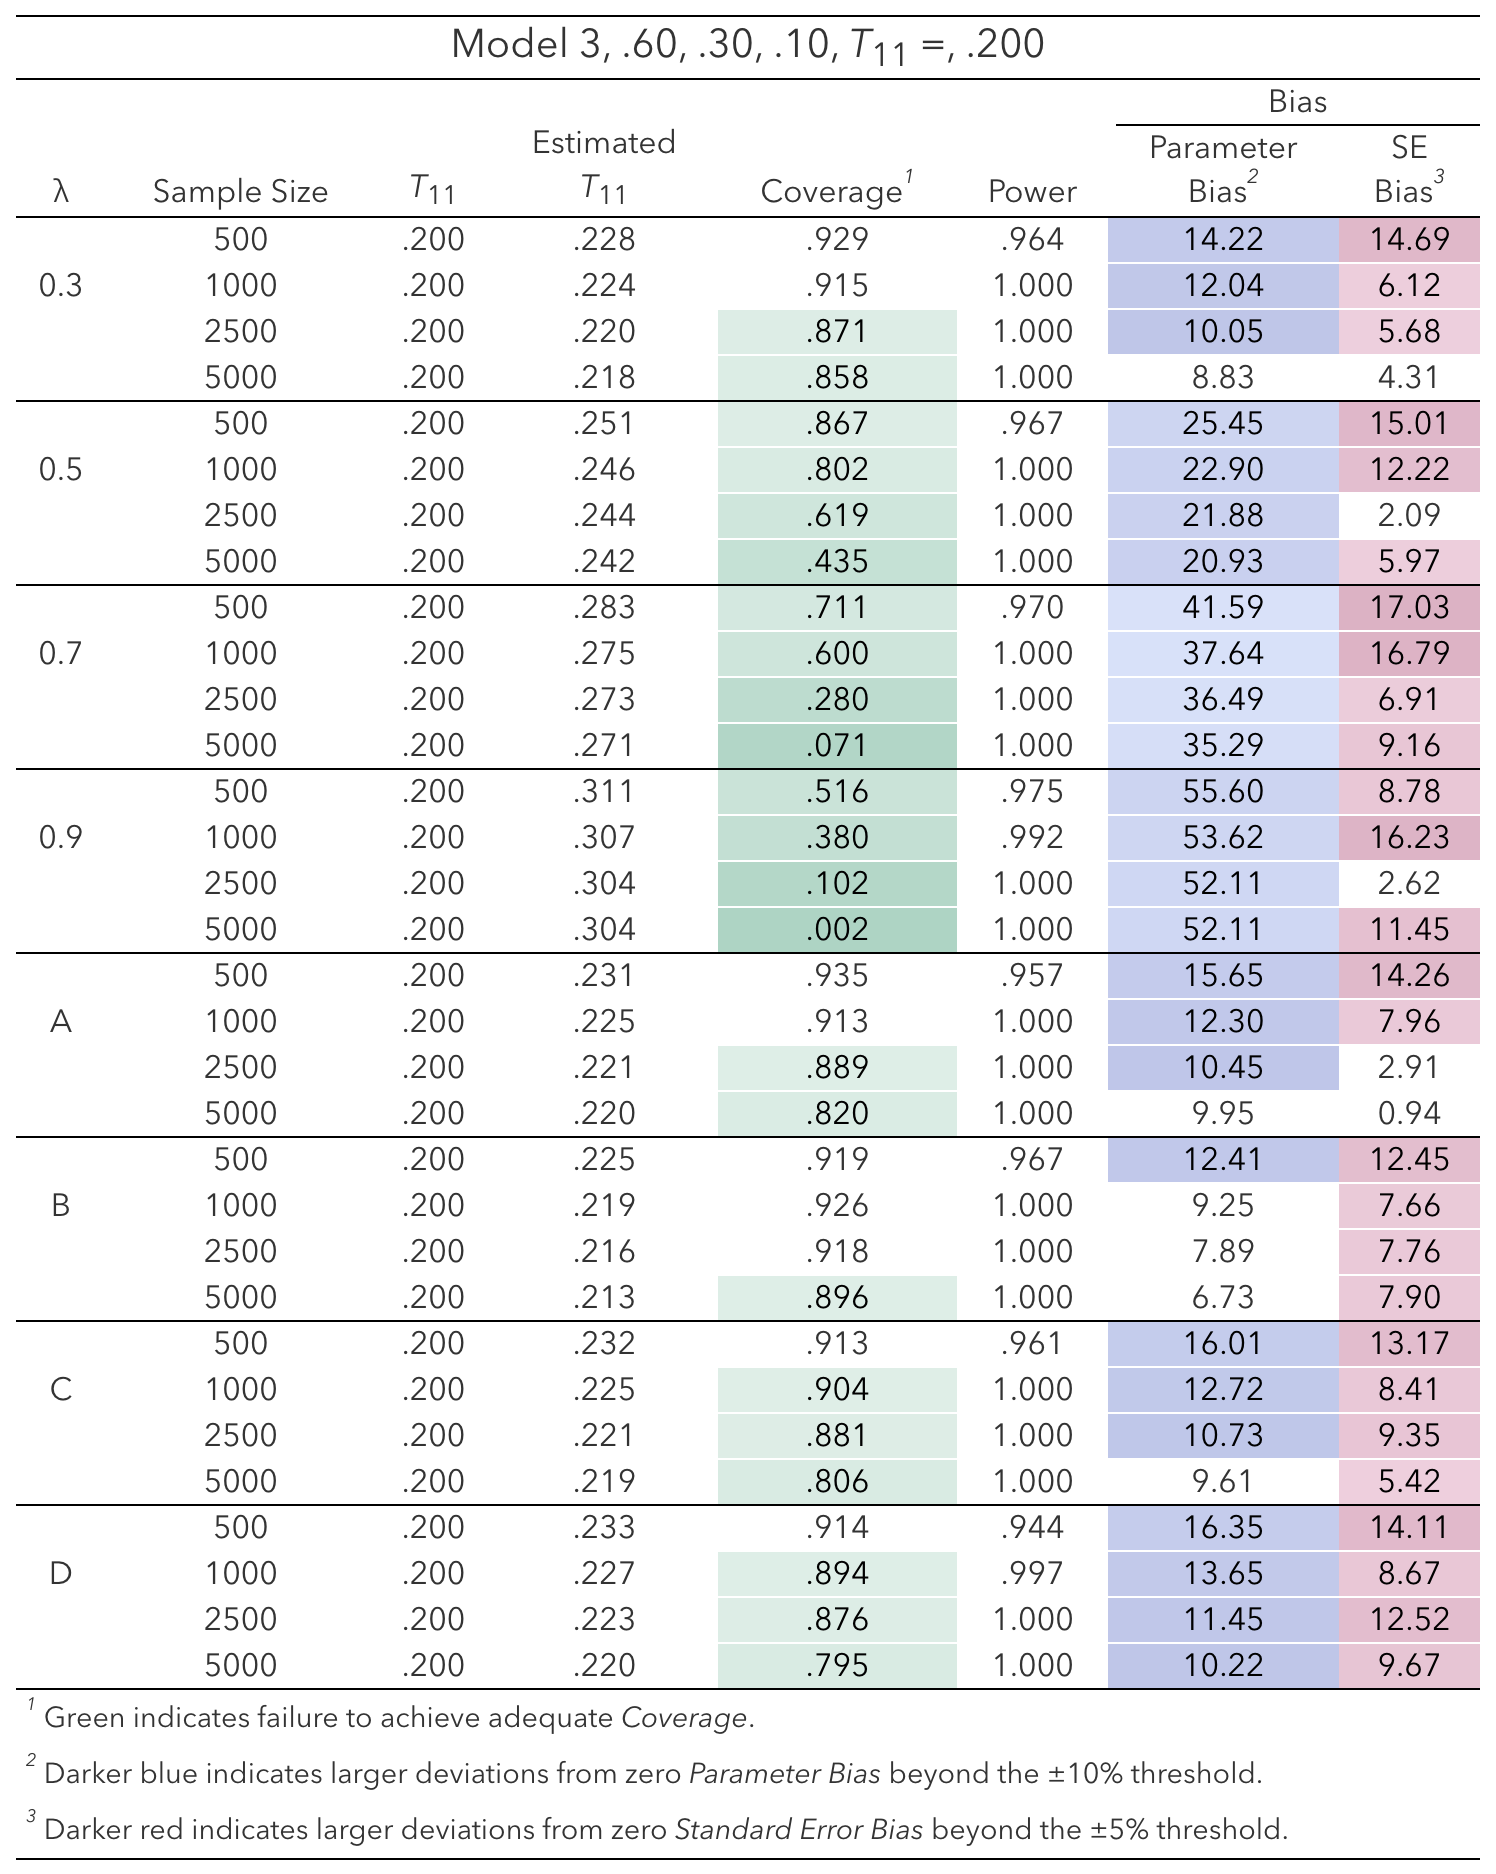 Model 3, .60, .30, .10, T11 =, .200
Bias
Estimated Parameter SE
λ Sample Size T11 T11 Coverage1 Power Bias2 Bias3
500 .200 .228 .929 .964 14.22 14.69
0.3 1000 .200 .224 .915 1.000 12.04 6.12
2500 .200 .220 .871 1.000 10.05 5.68
5000 .200 .218 .858 1.000 8.83 4.31
500 .200 .251 .867 .967 25.45 15.01
0.5 1000 .200 .246 .802 1.000 22.90 12.22
2500 .200 .244 .619 1.000 21.88 2.09
5000 .200 .242 .435 1.000 20.93 5.97
500 .200 .283 .711 .970 41.59 17.03
0.7 1000 .200 .275 .600 1.000 37.64 16.79
2500 .200 .273 .280 1.000 36.49 6.91
5000 .200 .271 .071 1.000 35.29 9.16
500 .200 .311 .516 .975 55.60 8.78
0.9 1000 .200 .307 .380 .992 53.62 16.23
2500 .200 .304 .102 1.000 52.11 2.62
5000 .200 .304 .002 1.000 52.11 11.45
500 .200 .231 .935 .957 15.65 14.26
A 1000 .200 .225 .913 1.000 12.30 7.96
2500 .200 .221 .889 1.000 10.45 2.91
5000 .200 .220 .820 1.000 9.95 0.94
500 .200 .225 .919 .967 12.41 12.45
B 1000 .200 .219 .926 1.000 9.25 7.66
2500 .200 .216 .918 1.000 7.89 7.76
5000 .200 .213 .896 1.000 6.73 7.90
500 .200 .232 .913 .961 16.01 13.17
C 1000 .200 .225 .904 1.000 12.72 8.41
2500 .200 .221 .881 1.000 10.73 9.35
5000 .200 .219 .806 1.000 9.61 5.42
500 .200 .233 .914 .944 16.35 14.11
D 1000 .200 .227 .894 .997 13.65 8.67
2500 .200 .223 .876 1.000 11.45 12.52
5000 .200 .220 .795 1.000 10.22 9.67
1 Green indicates failure to achieve adequate Coverage.
2 Darker blue indicates larger deviations from zero Parameter Bias beyond the ±10% threshold.
3 Darker red indicates larger deviations from zero Standard Error Bias beyond the ±5% threshold.